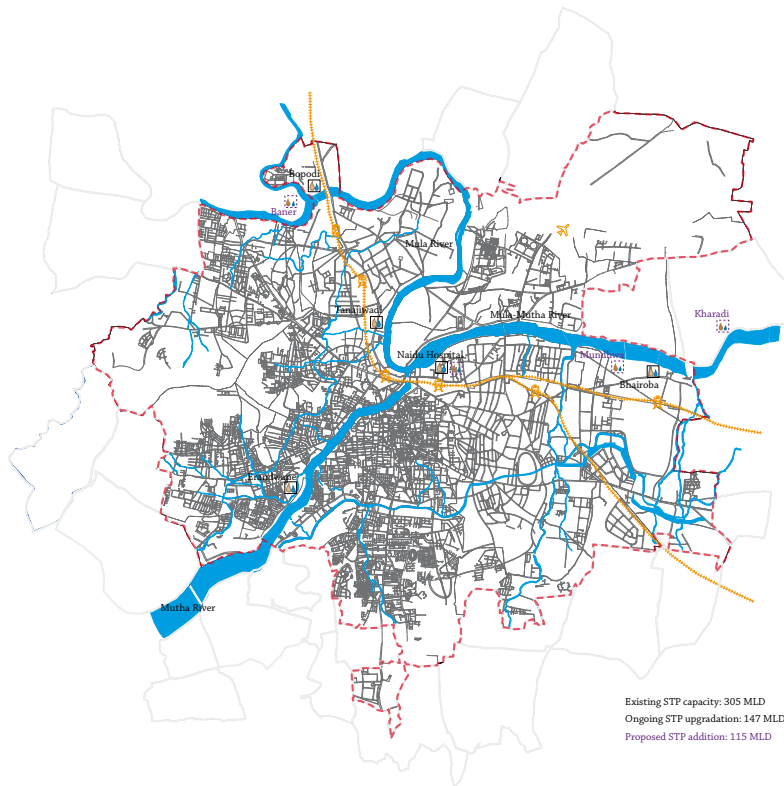 Bopodi
Baner
Mula River
Tanajiwadi
Mula-Mutha River
Kharadi
Naidu Hospital
Mundhwa
Bhairoba
Erandwane
Mutha River
Existing STP capacity: 305 MLD
Ongoing STP upgradation: 147 MLD
Proposed STP addition: 115 MLD